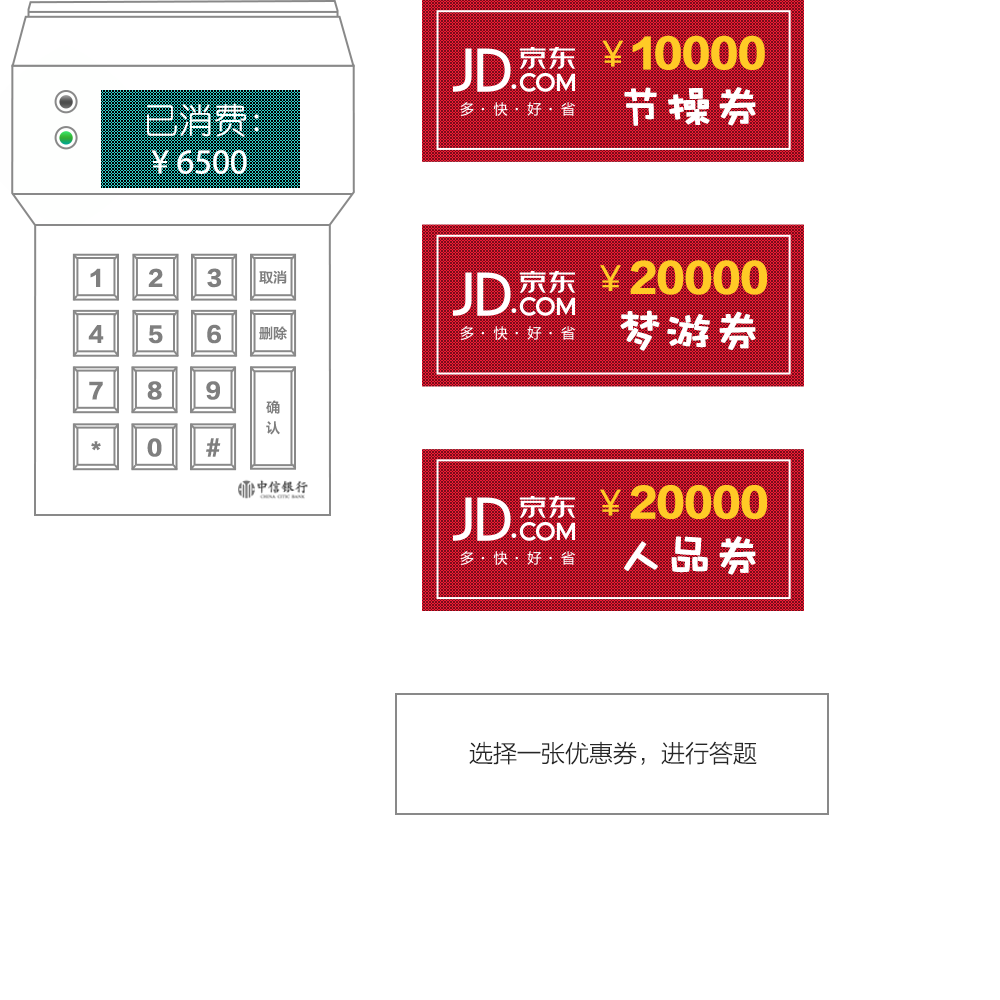 已消费：
￥6500
1 2 3 取消
4 5 6 删除
7 8 9 确认
* 0 #
中信银行
CHINA CITIC BANK
JD.COM 京东
多·快·好·省
￥10000
节操券
JD.COM 京东
多·快·好·省
￥20000
梦游券
JD.COM 京东
多·快·好·省
￥20000
人品券
选择一张优惠券，进行答题